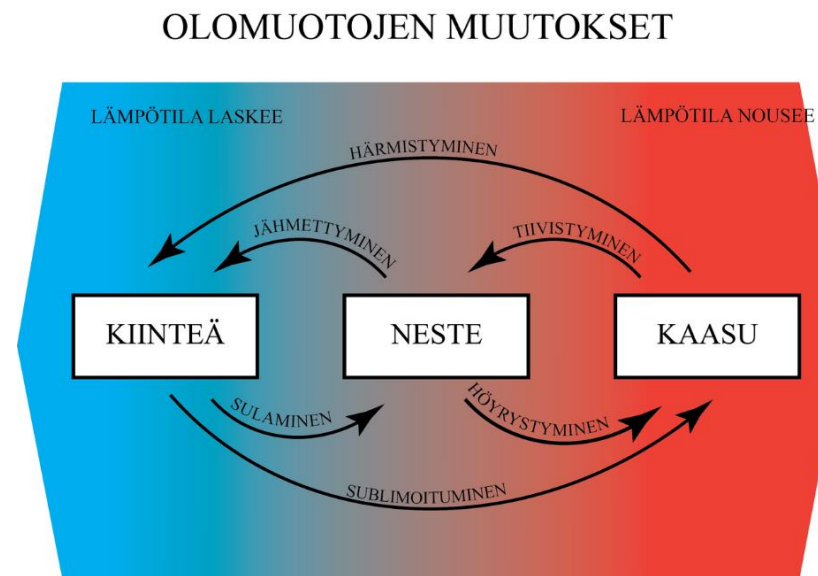 OLOMUOTOJEN MUUTOKSET
LÄMPÖTILA LASKEE
LÄMPÖTILA NOUSEE
HÄRMISTYMINEN
JÄHMETTYMINEN
TIIVISTYMINEN
KIINTEÄ
NESTE
KAASU
SULAMINEN
HÖYRYSTYMINEN
SUBLIMOITUMINEN